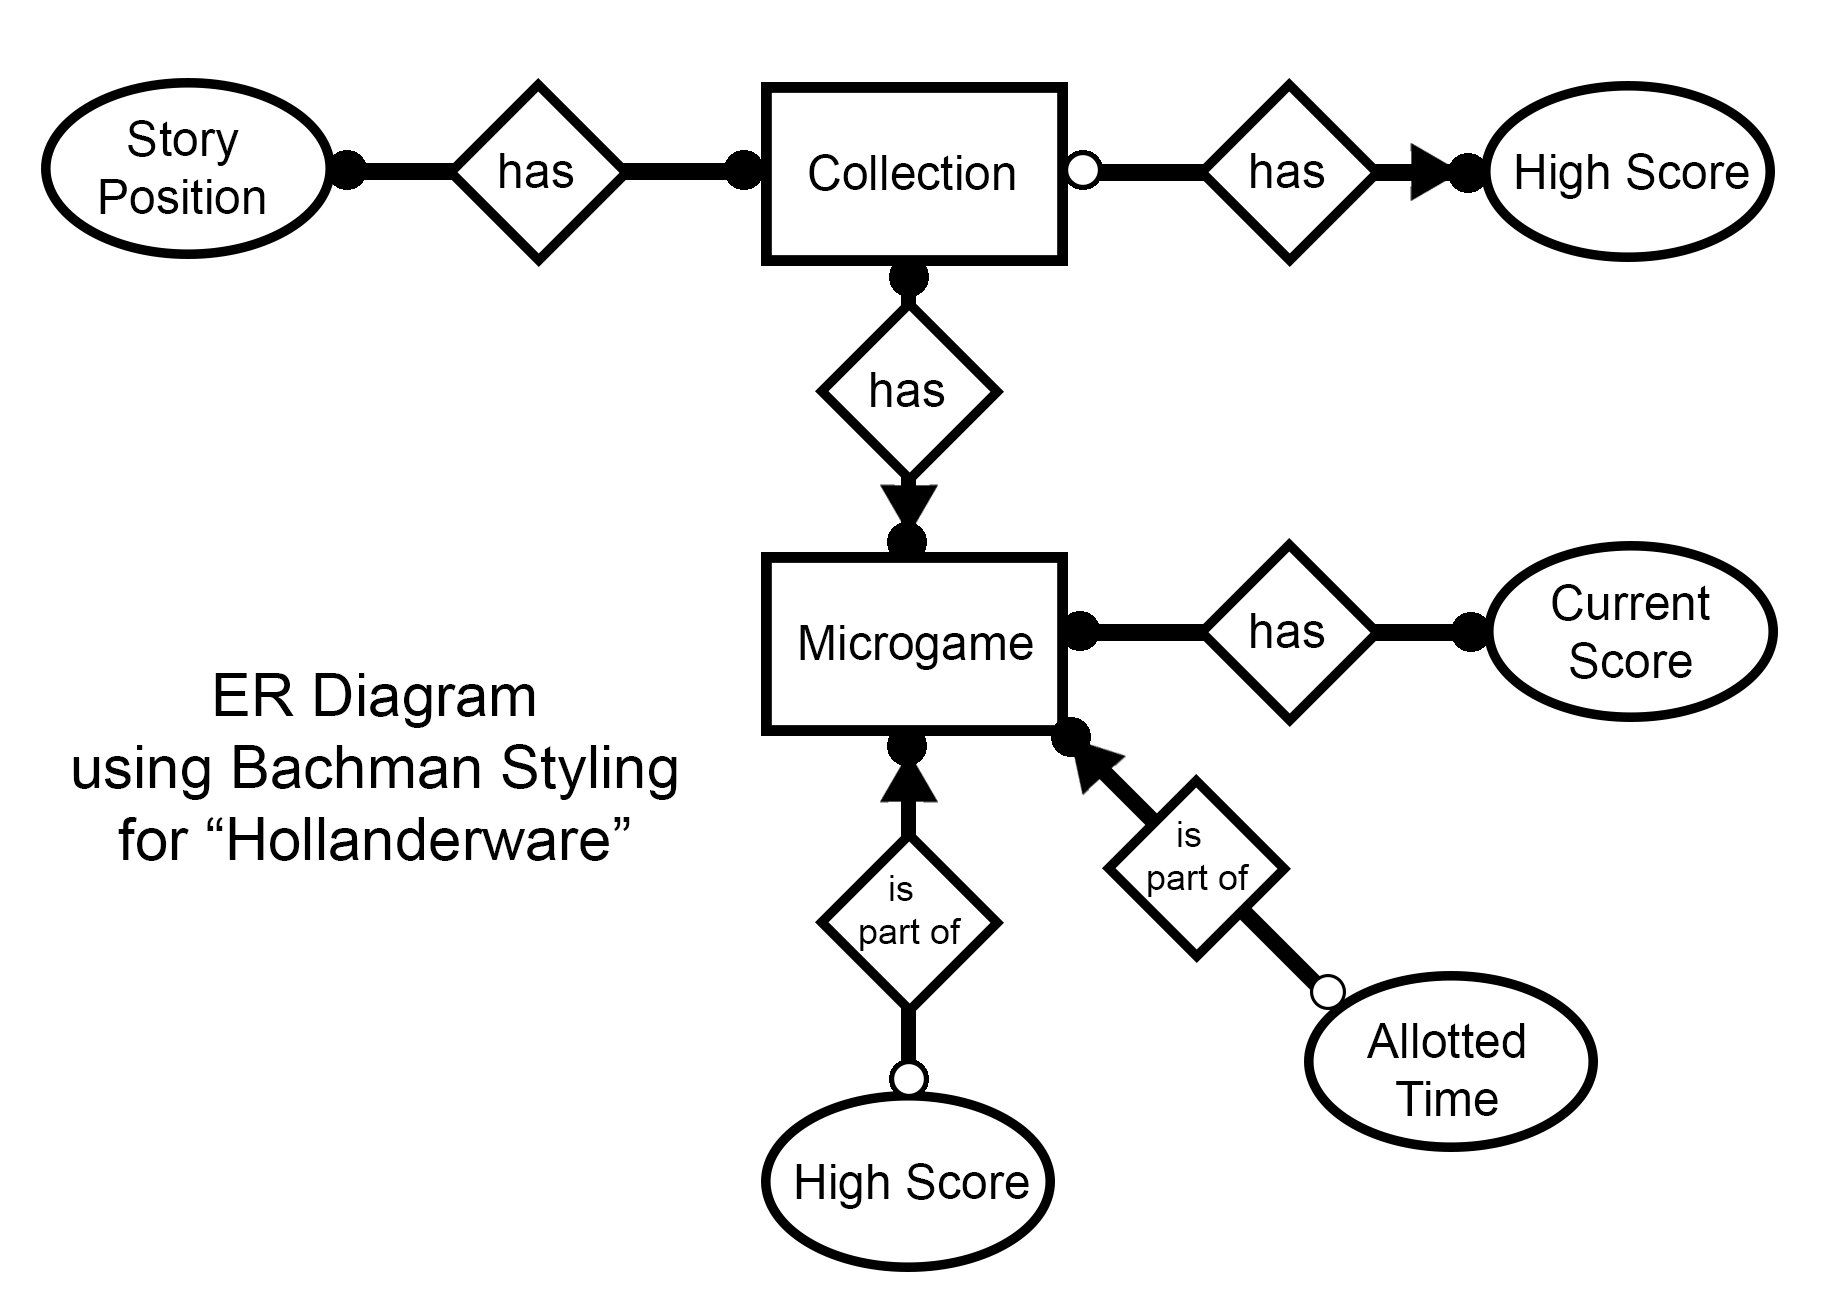 Story
Position
has
Collection
has
High Score
has
Microgame
has
Current
Score
ER Diagram
using Bachman Styling
for “Hollanderware”
is
part of
is
part of
Allotted
Time
High Score